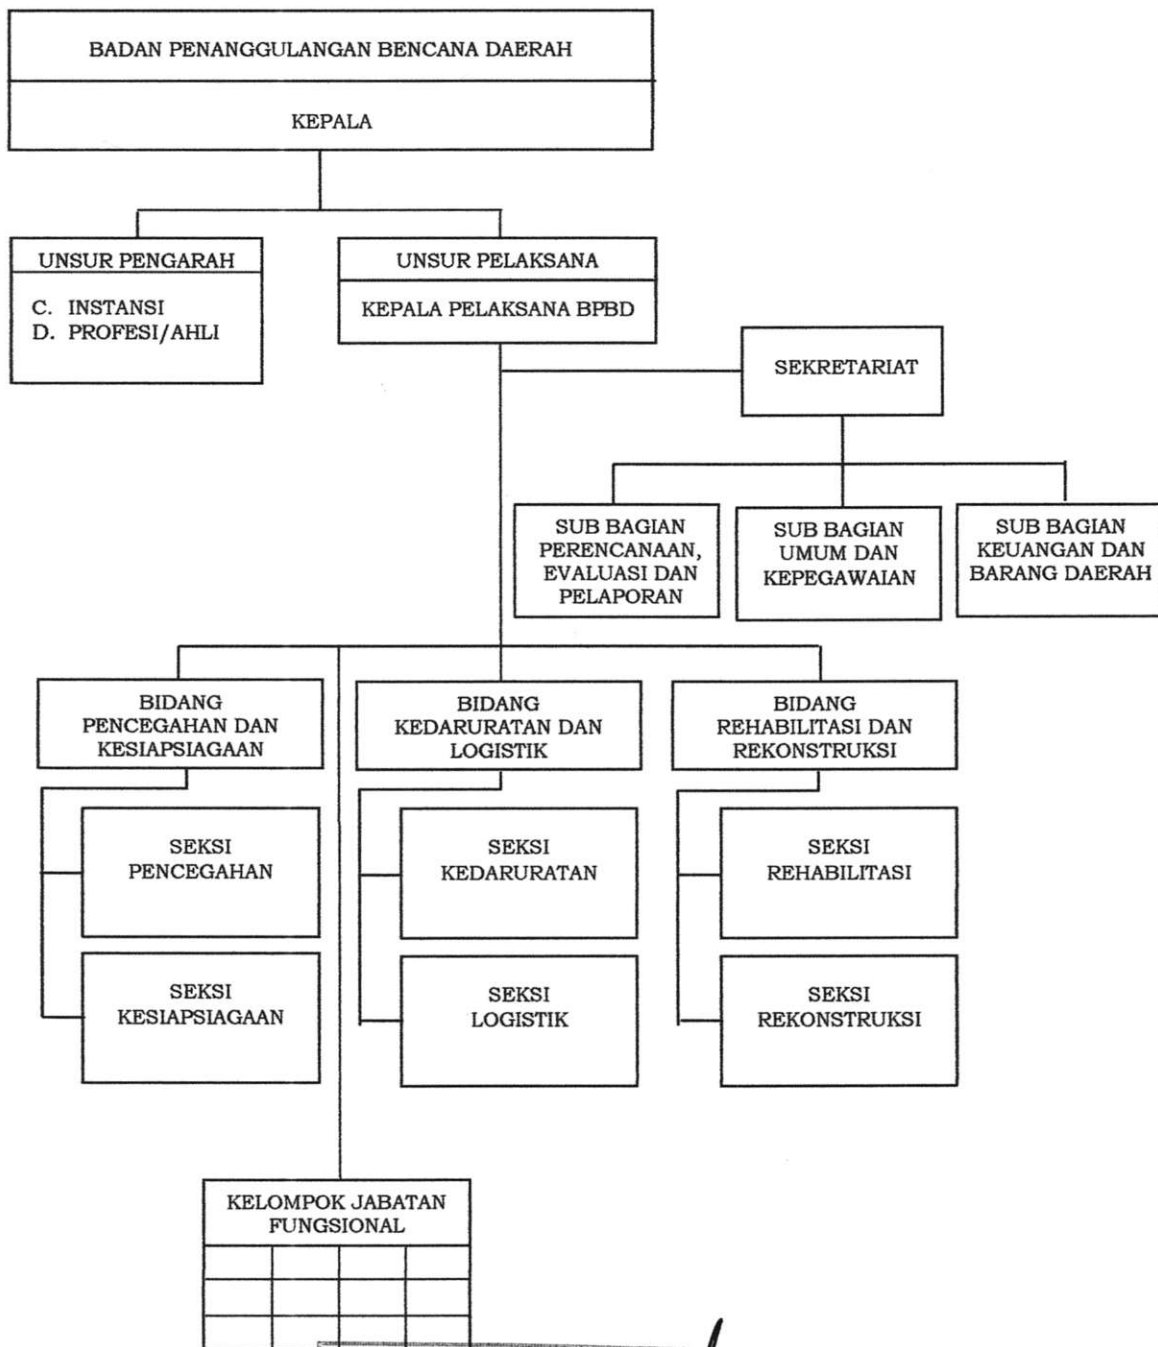 BADAN PENANGGULANGAN BENCANA DAERAH
KEPALA
UNSUR PENGARAH
C. INSTANSI
D. PROFESI/AHLI
UNSUR PELAKSANA
KEPALA PELAKSANA BPBD
SEKRETARIAT
SUB BAGIAN
PERENCANAAN,
EVALUASI DAN
PELAPORAN
SUB BAGIAN
UMUM DAN
KEPEGAWAIAN
SUB BAGIAN
KEUANGAN DAN
BARANG DAERAH
BIDANG
PENCEGAHAN DAN
KESIAPSIAGAAN
BIDANG
KEDARURATAN DAN
LOGISTIK
BIDANG
REHABILITASI DAN
REKONSTRUKSI
SEKSI
PENCEGAHAN
SEKSI
KEDARURATAN
SEKSI
REHABILITASI
SEKSI
KESIAPSIAGAAN
SEKSI
LOGISTIK
SEKSI
REKONSTRUKSI
KELOMPOK JABATAN
FUNGSIONAL